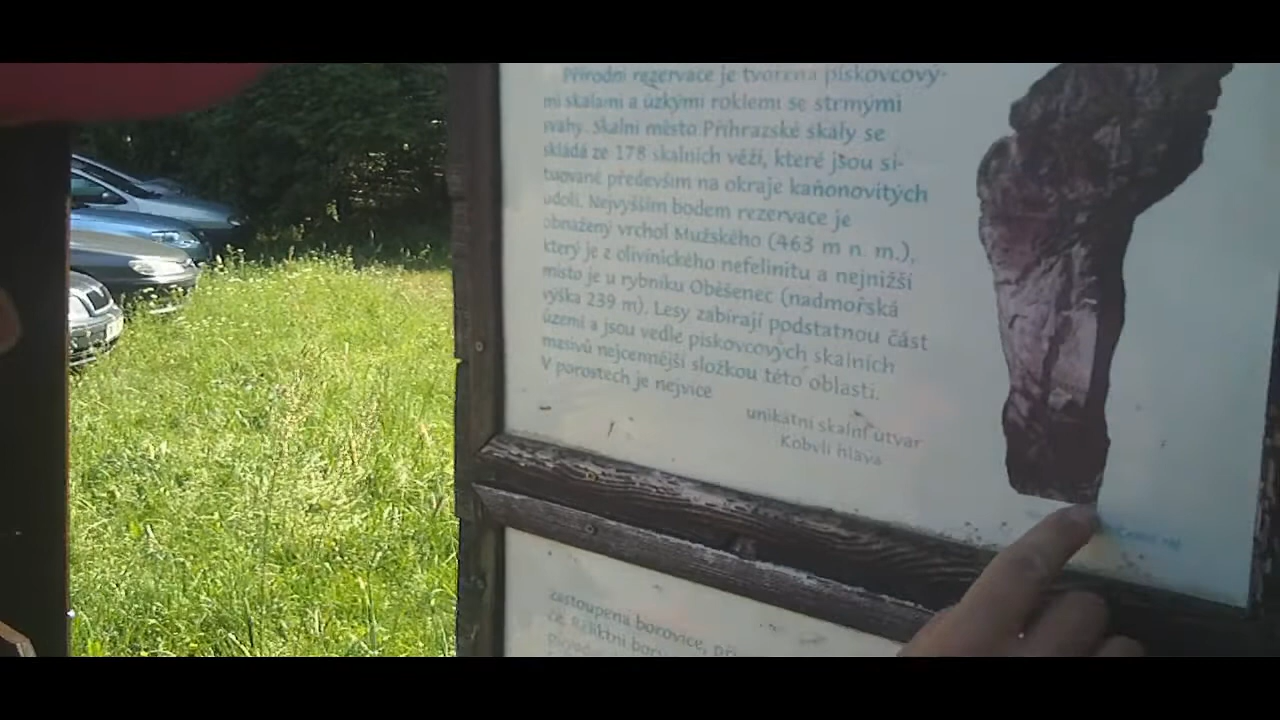 Přírodní rezervace je tvořena pískovcový-
mi skalami a úzkými roklemi se strmými
svahy. Skalní město Příhrazské skály se
skládá ze 178 skalních věží, které jsou si-
tuované především na okraje kaňonovitých
údolí. Nejvyšším bodem rezervace je
obnažený vrchol Mužského (463 m n. m.),
který je z olivinického nefelinitu a nejnižší
místo je u rybníku Oběšenec (nadmořská
výška 239 m). Lesy zabírají podstatnou část
území a jsou vedle pískovcových skalních
masivů nejcennější složkou této oblasti.
V porostech je nejvíce
unikátní skalní útvar
Kobylí hlava
zastoupena borovice, při